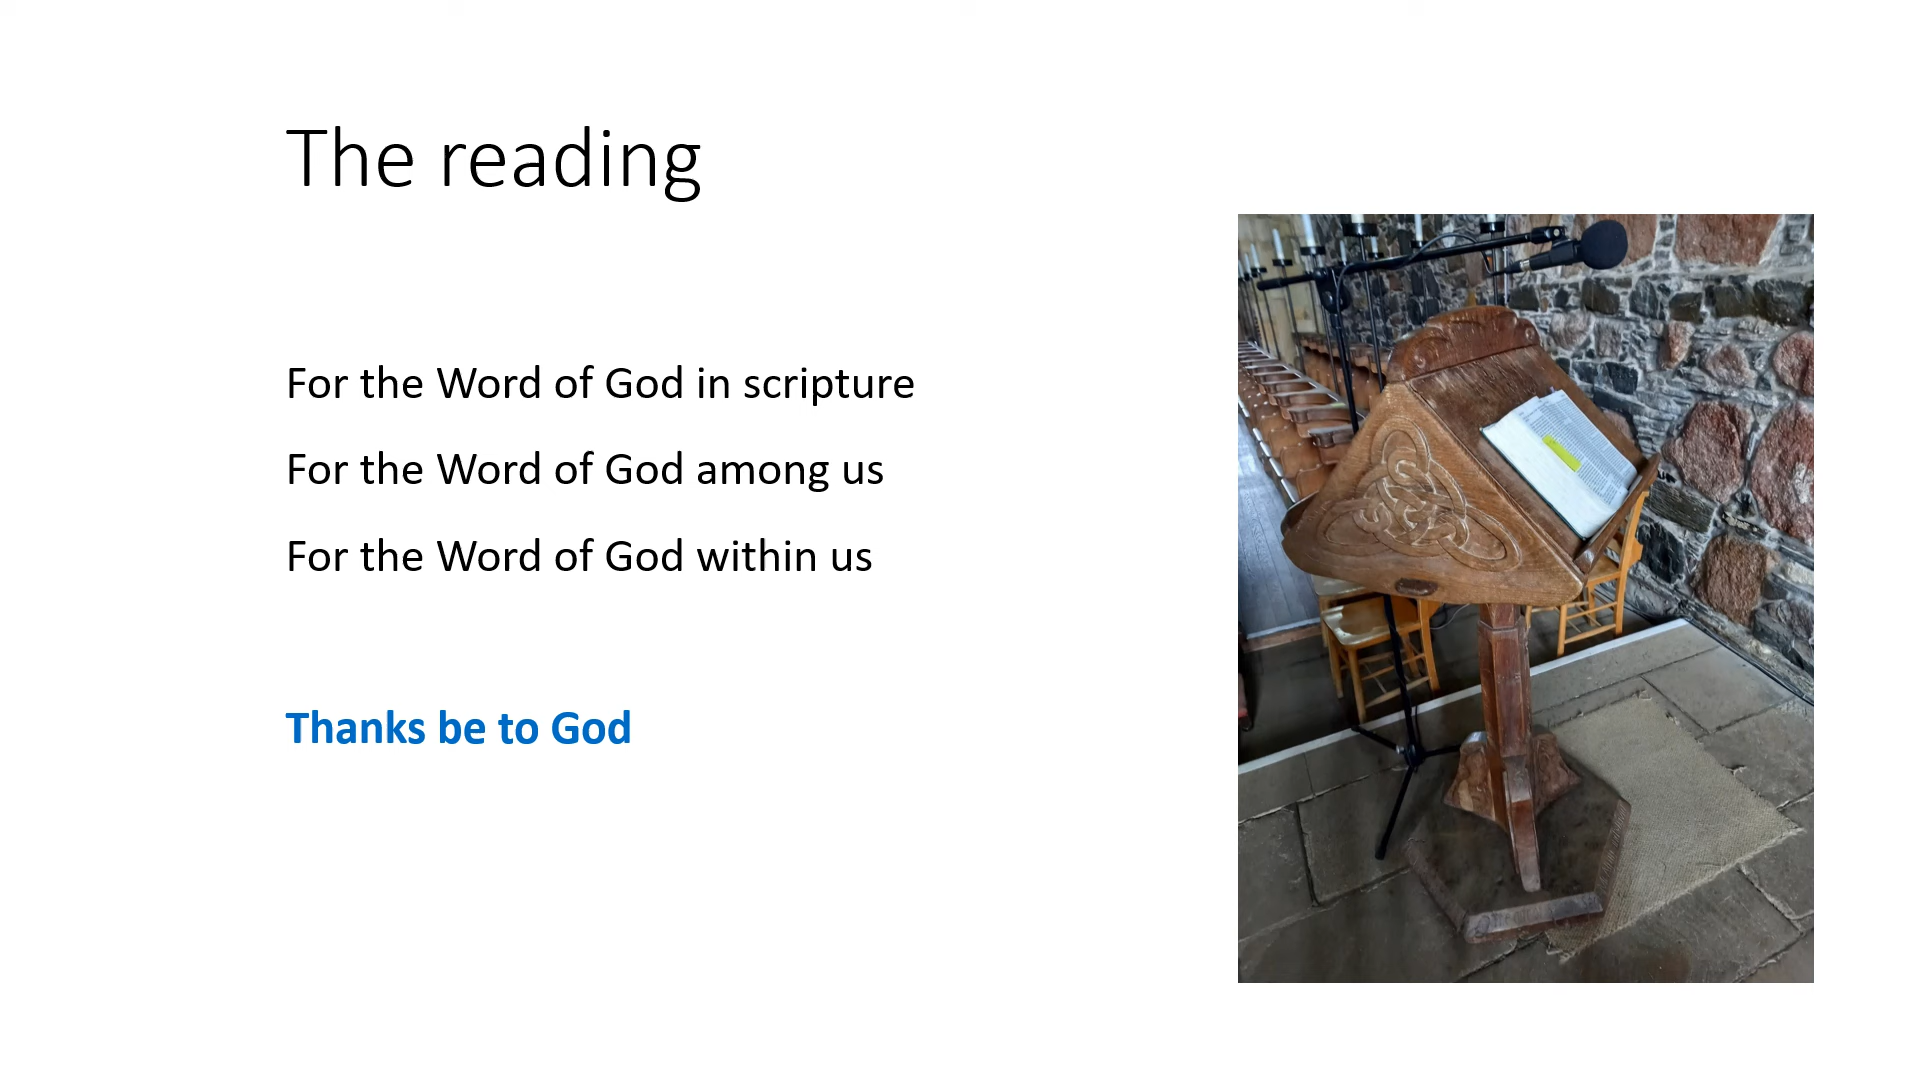 The reading
For the Word of God in scripture
For the Word of God among us
For the Word of God within us
Thanks be to God